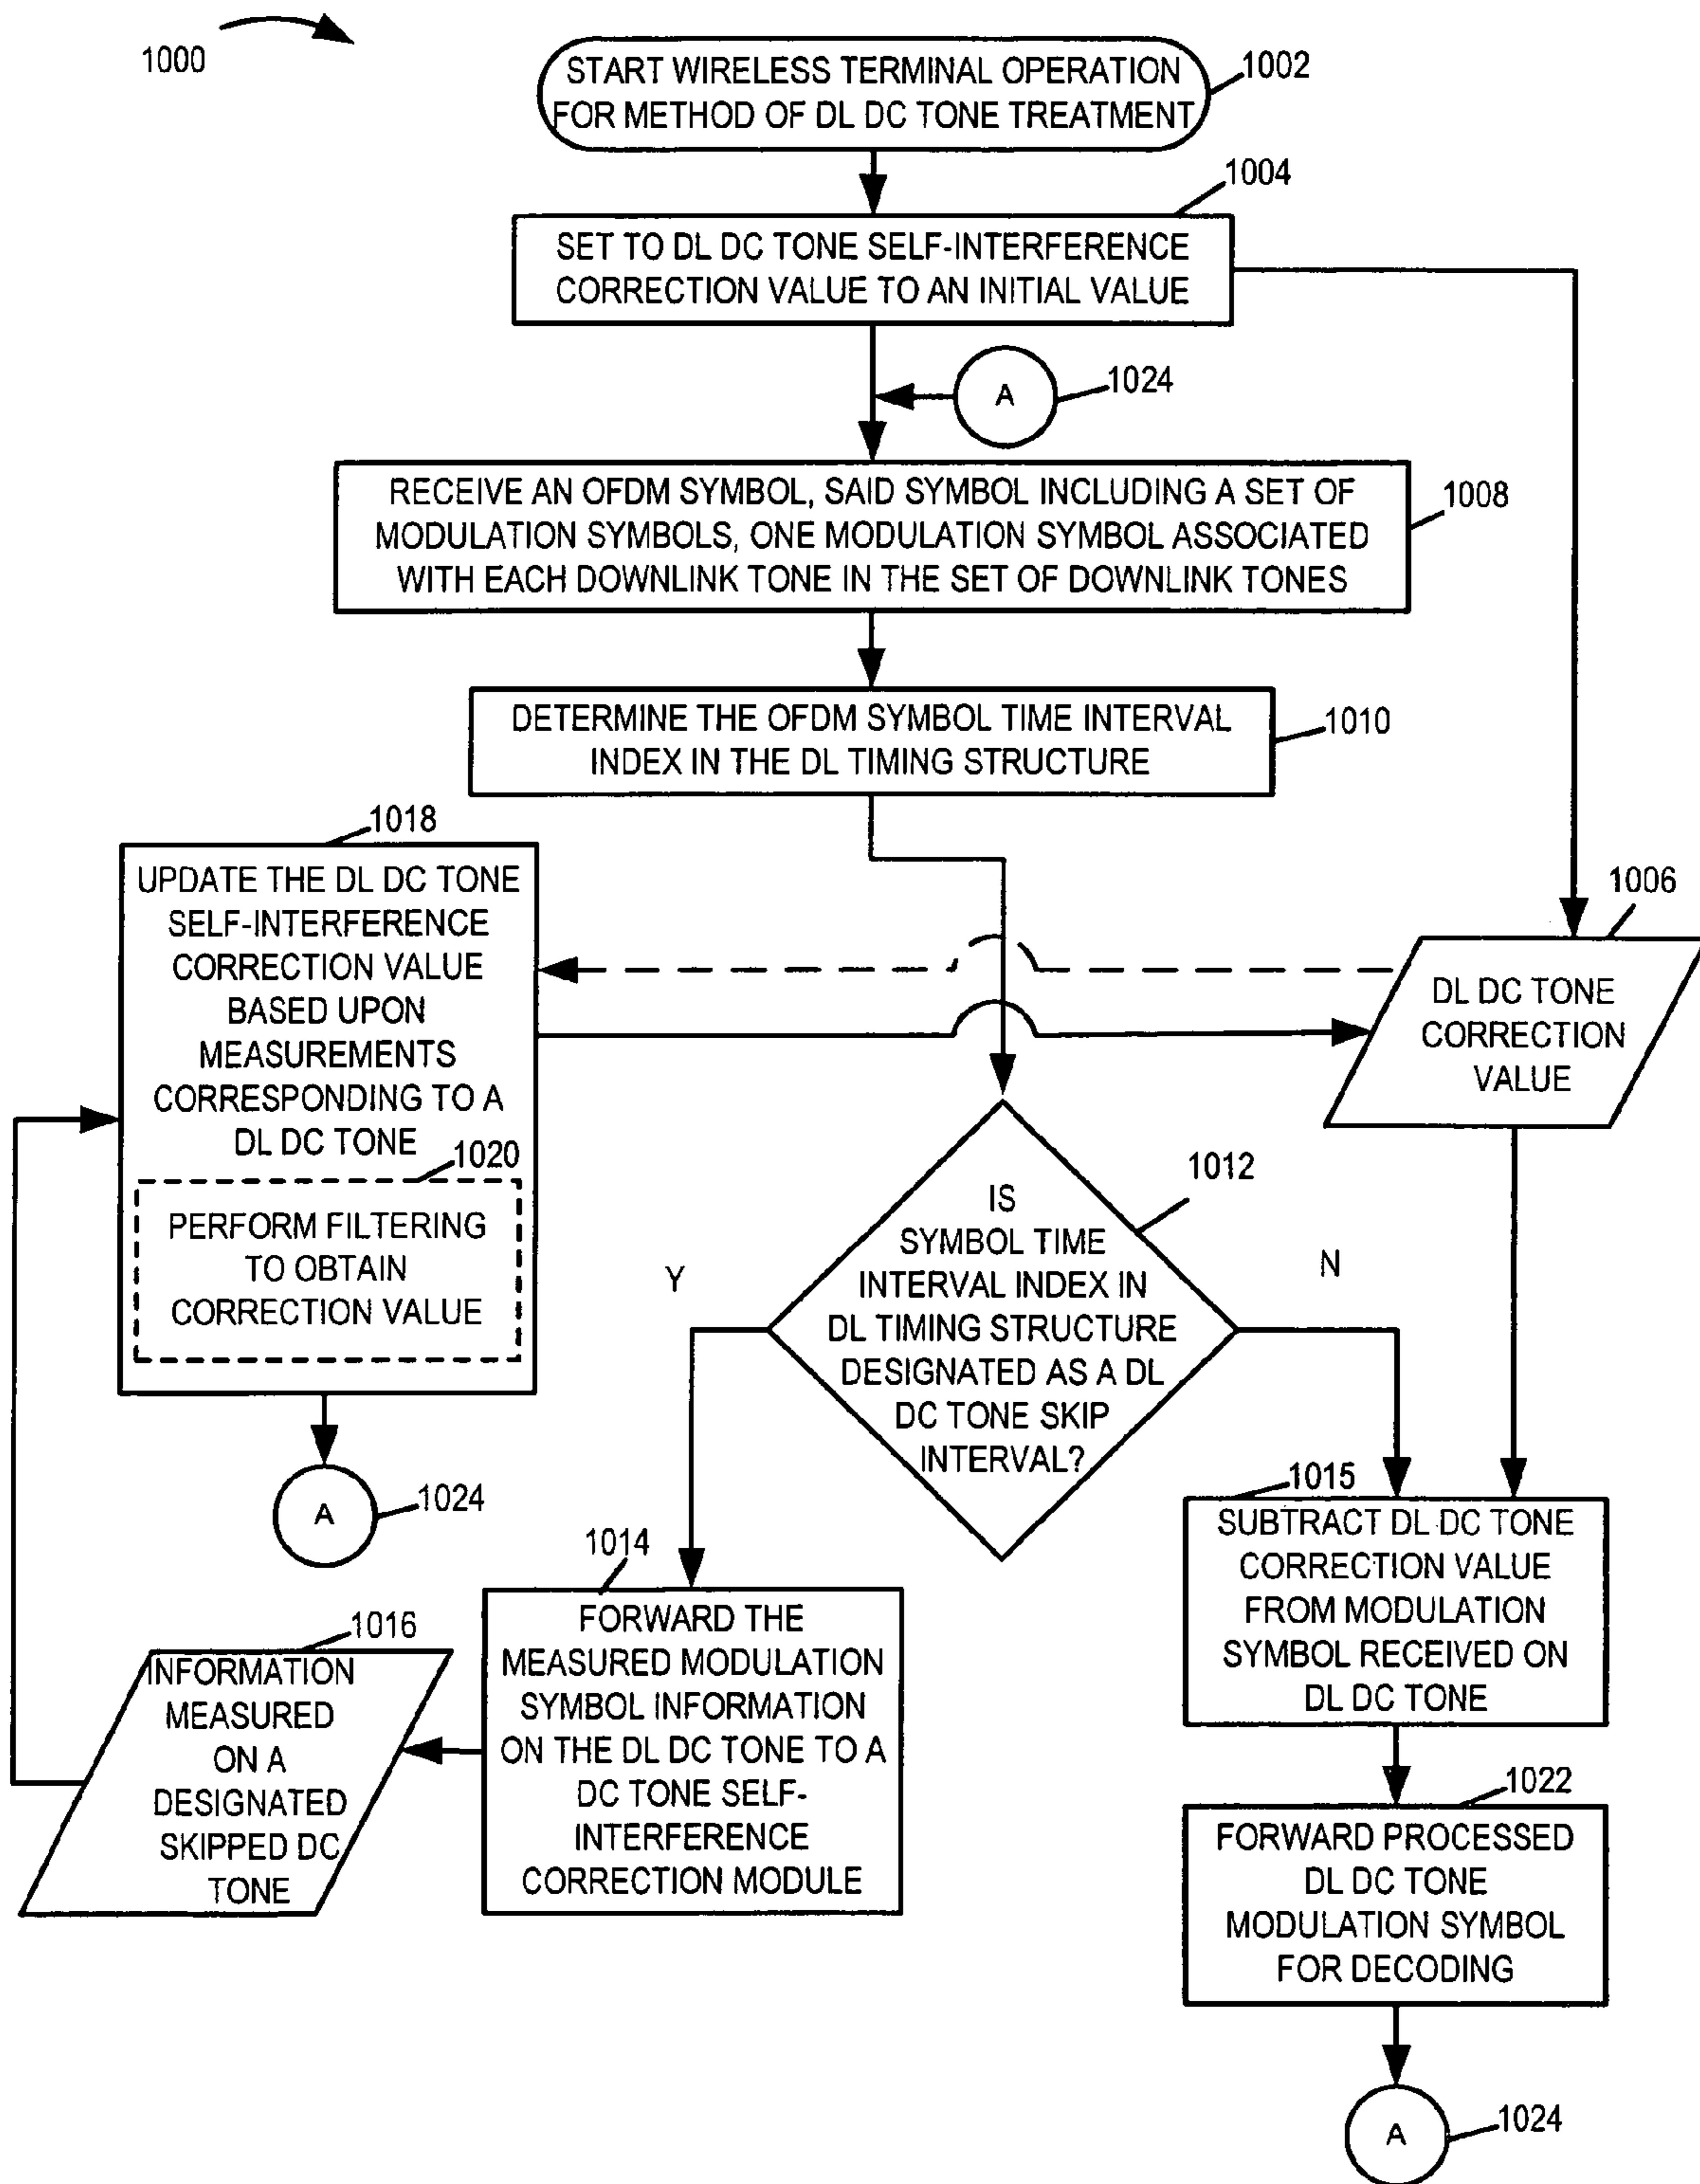 1000
START WIRELESS TERMINAL OPERATION
FOR METHOD OF DL DC TONE TREATMENT
1002
1004
SET TO DL DC TONE SELF-INTERFERENCE
CORRECTION VALUE TO AN INITIAL VALUE
A
1024
RECEIVE AN OFDM SYMBOL, SAID SYMBOL INCLUDING A SET OF
MODULATION SYMBOLS, ONE MODULATION SYMBOL ASSOCIATED
WITH EACH DOWNLINK TONE IN THE SET OF DOWNLINK TONES
1008
DETERMINE THE OFDM SYMBOL TIME INTERVAL
INDEX IN THE DL TIMING STRUCTURE
1010
1018
UPDATE THE DL DC TONE
SELF-INTERFERENCE
CORRECTION VALUE
BASED UPON
MEASUREMENTS
CORRESPONDING TO A
DL DC TONE
1020
PERFORM FILTERING
TO OBTAIN
CORRECTION VALUE
A
1024
1006
DL DC TONE
CORRECTION
VALUE
1012
IS
SYMBOL TIME
INTERVAL INDEX IN
DL TIMING STRUCTURE
DESIGNATED AS A DL
DC TONE SKIP
INTERVAL?
Y
N
1014
FORWARD THE
MEASURED MODULATION
SYMBOL INFORMATION
ON THE DL DC TONE TO A
DC TONE SELF-
INTERFERENCE
CORRECTION MODULE
1016
INFORMATION
MEASURED
ON A
DESIGNATED
SKIPPED DC
TONE
1015
SUBTRACT DL DC TONE
CORRECTION VALUE
FROM MODULATION
SYMBOL RECEIVED ON
DL DC TONE
1022
FORWARD PROCESSED
DL DC TONE
MODULATION SYMBOL
FOR DECODING
A
1024